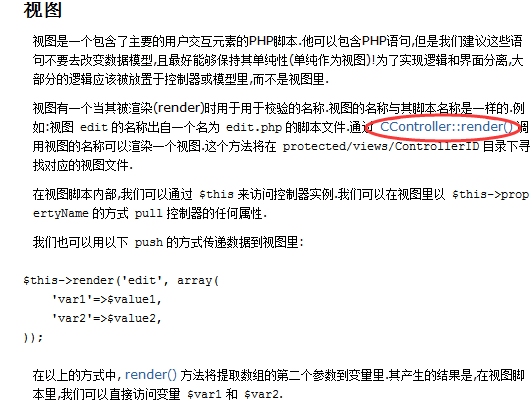 视图
视图是一个包含了主要的用户交互元素的PHP脚本.他可以包含PHP语句,但是我们建议这些语
句不要去改变数据模型,且最好能够保持其单纯性(单纯作为视图)!为了实现逻辑和界面分离,大
部分的逻辑应该被放置于控制器或模型里,而不是视图里.
视图有一个当其被渲染(render)时用于用于校验的名称.视图的名称与其脚本名称是一样的.例
如:视图 edit 的名称出自一个名为 edit.php 的脚本文件.通过 CController::render() 调
用视图的名称可以渲染一个视图.这个方法将在 protected/views/ControllerID 目录下寻
找对应的视图文件.
在视图脚本内部,我们可以通过 $this 来访问控制器实例.我们可以在视图里以 $this->prop
ertyName 的方式 pull 控制器的任何属性.
我们也可以用以下 push 的方式传递数据到视图里:
$this->render('edit', array(
'var1'=>$value1,
'var2'=>$value2,
));
在以上的方式中, render() 方法将提取数组的第二个参数到变量里.其产生的结果是,在视图脚
本里,我们可以直接访问变量 $var1 和 $var2.